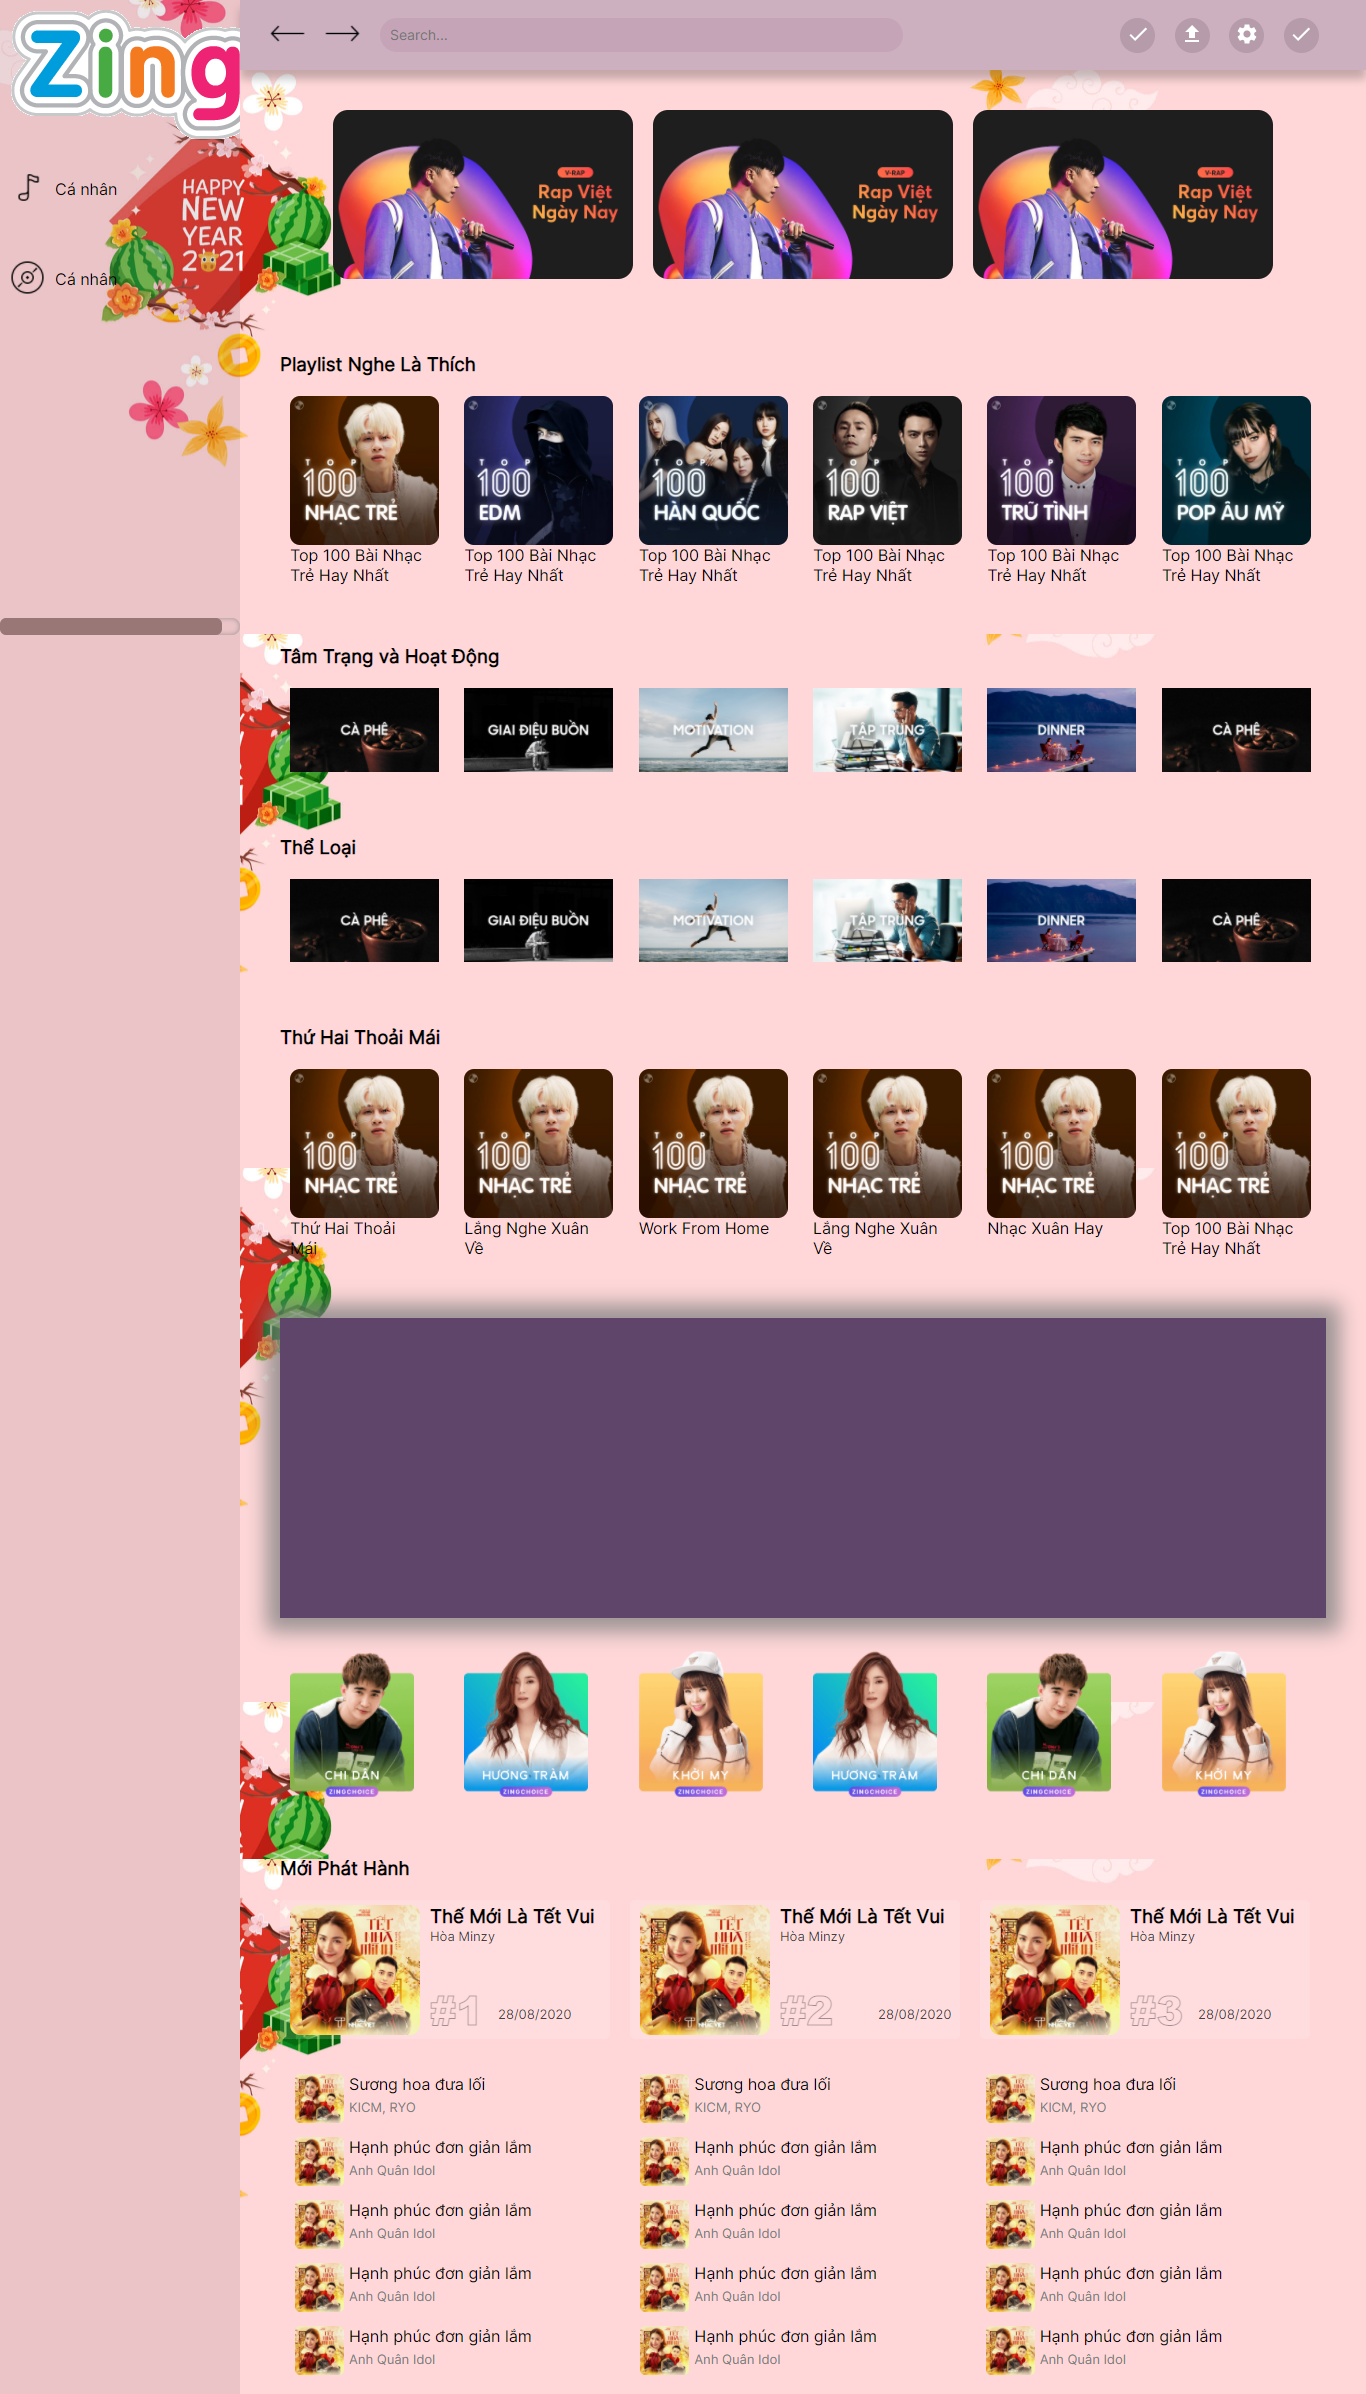 Zing
Search...
Cá nhân
Cá nhân
HAPPY
NEW
YEAR
2021
V-RAP
Rap Việt
Ngày Nay
V-RAP
Rap Việt
Ngày Nay
V-RAP
Rap Việt
Ngày Nay
Playlist Nghe Là Thích
TOP
100
NHẠC TRẺ
TOP
100
EDM
TOP
100
HÀN QUỐC
TOP
100
RAP VIỆT
TOP
100
TRỮ TÌNH
TOP
100
POP ÂU MỸ
Top 100 Bài Nhạc
Trẻ Hay Nhất
Top 100 Bài Nhạc
Trẻ Hay Nhất
Top 100 Bài Nhạc
Trẻ Hay Nhất
Top 100 Bài Nhạc
Trẻ Hay Nhất
Top 100 Bài Nhạc
Trẻ Hay Nhất
Top 100 Bài Nhạc
Trẻ Hay Nhất
Tâm Trạng và Hoạt Động
CÀ PHÊ
GIAI ĐIỆU BUỒN
MOTIVATION
TẬP TRUNG
DINNER
CÀ PHÊ
Thể Loại
CÀ PHÊ
GIAI ĐIỆU BUỒN
MOTIVATION
TẬP TRUNG
DINNER
CÀ PHÊ
Thứ Hai Thoải Mái
TOP
100
NHẠC TRẺ
TOP
100
NHẠC TRẺ
TOP
100
NHẠC TRẺ
TOP
100
NHẠC TRẺ
TOP
100
NHẠC TRẺ
TOP
100
NHẠC TRẺ
Thứ Hai Thoải
Mái
Lắng Nghe Xuân
Về
Work From Home
Lắng Nghe Xuân
Về
Nhạc Xuân Hay
Top 100 Bài Nhạc
Trẻ Hay Nhất
CHI DÂN
ZINGCHOICE
HƯƠNG TRÀM
ZINGCHOICE
KHỞI MY
ZINGCHOICE
HƯƠNG TRÀM
ZINGCHOICE
CHI DÂN
ZINGCHOICE
KHỞI MY
ZINGCHOICE
Mới Phát Hành
Thế Mới Là Tết Vui
Hòa Minzy
#1
28/08/2020
Thế Mới Là Tết Vui
Hòa Minzy
#2
28/08/2020
Thế Mới Là Tết Vui
Hòa Minzy
#3
28/08/2020
Sương hoa đưa lối
KICM, RYO
Sương hoa đưa lối
KICM, RYO
Sương hoa đưa lối
KICM, RYO
Hạnh phúc đơn giản lắm
Anh Quân Idol
Hạnh phúc đơn giản lắm
Anh Quân Idol
Hạnh phúc đơn giản lắm
Anh Quân Idol
Hạnh phúc đơn giản lắm
Anh Quân Idol
Hạnh phúc đơn giản lắm
Anh Quân Idol
Hạnh phúc đơn giản lắm
Anh Quân Idol
Hạnh phúc đơn giản lắm
Anh Quân Idol
Hạnh phúc đơn giản lắm
Anh Quân Idol
Hạnh phúc đơn giản lắm
Anh Quân Idol
Hạnh phúc đơn giản lắm
Anh Quân Idol
Hạnh phúc đơn giản lắm
Anh Quân Idol
Hạnh phúc đơn giản lắm
Anh Quân Idol